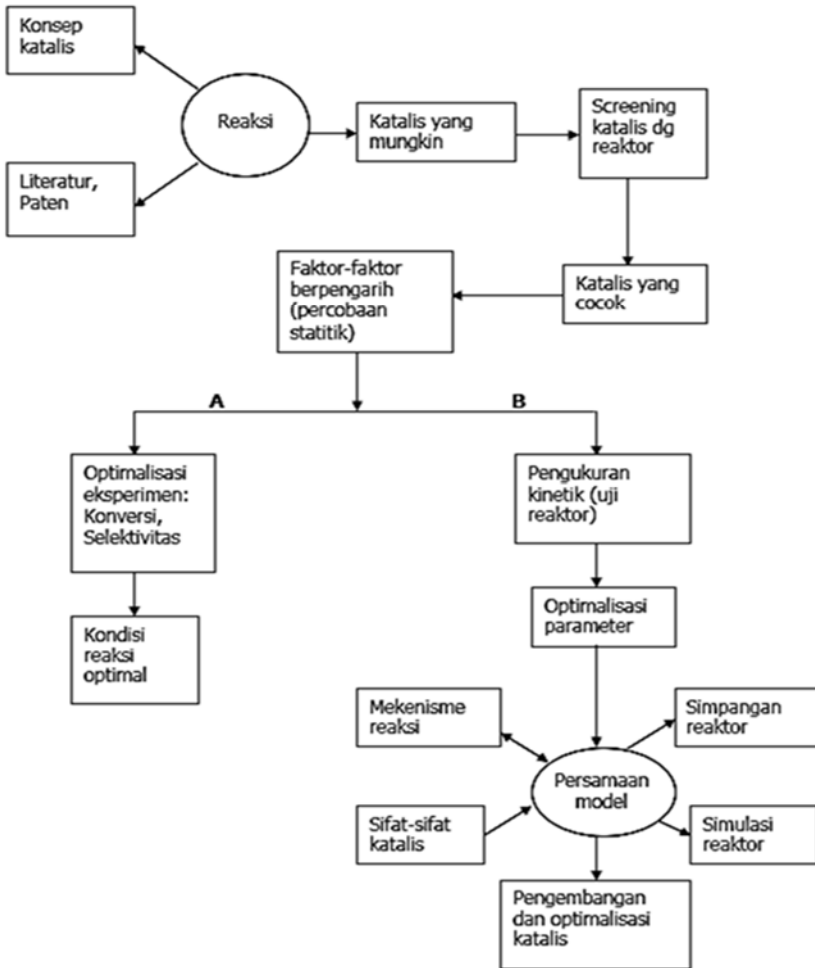 Konsep
katalis
Reaksi
Katalis yang
mungkin
Screening
katalis dg
reaktor
Literatur,
Paten
Faktor-faktor
berpengarih
(percobaan
statitik)
Katalis yang
cocok
A
B
Optimalisasi
eksperimen:
Konversi,
Selektivitas
Pengukuran
kinetik (uji
reaktor)
Kondisi
reaksi
optimal
Optimalisasi
parameter
Mekenisme
reaksi
Simpangan
reaktor
Persamaan
model
Sifat-sifat
katalis
Simulasi
reaktor
Pengembangan
dan optimalisasi
katalis